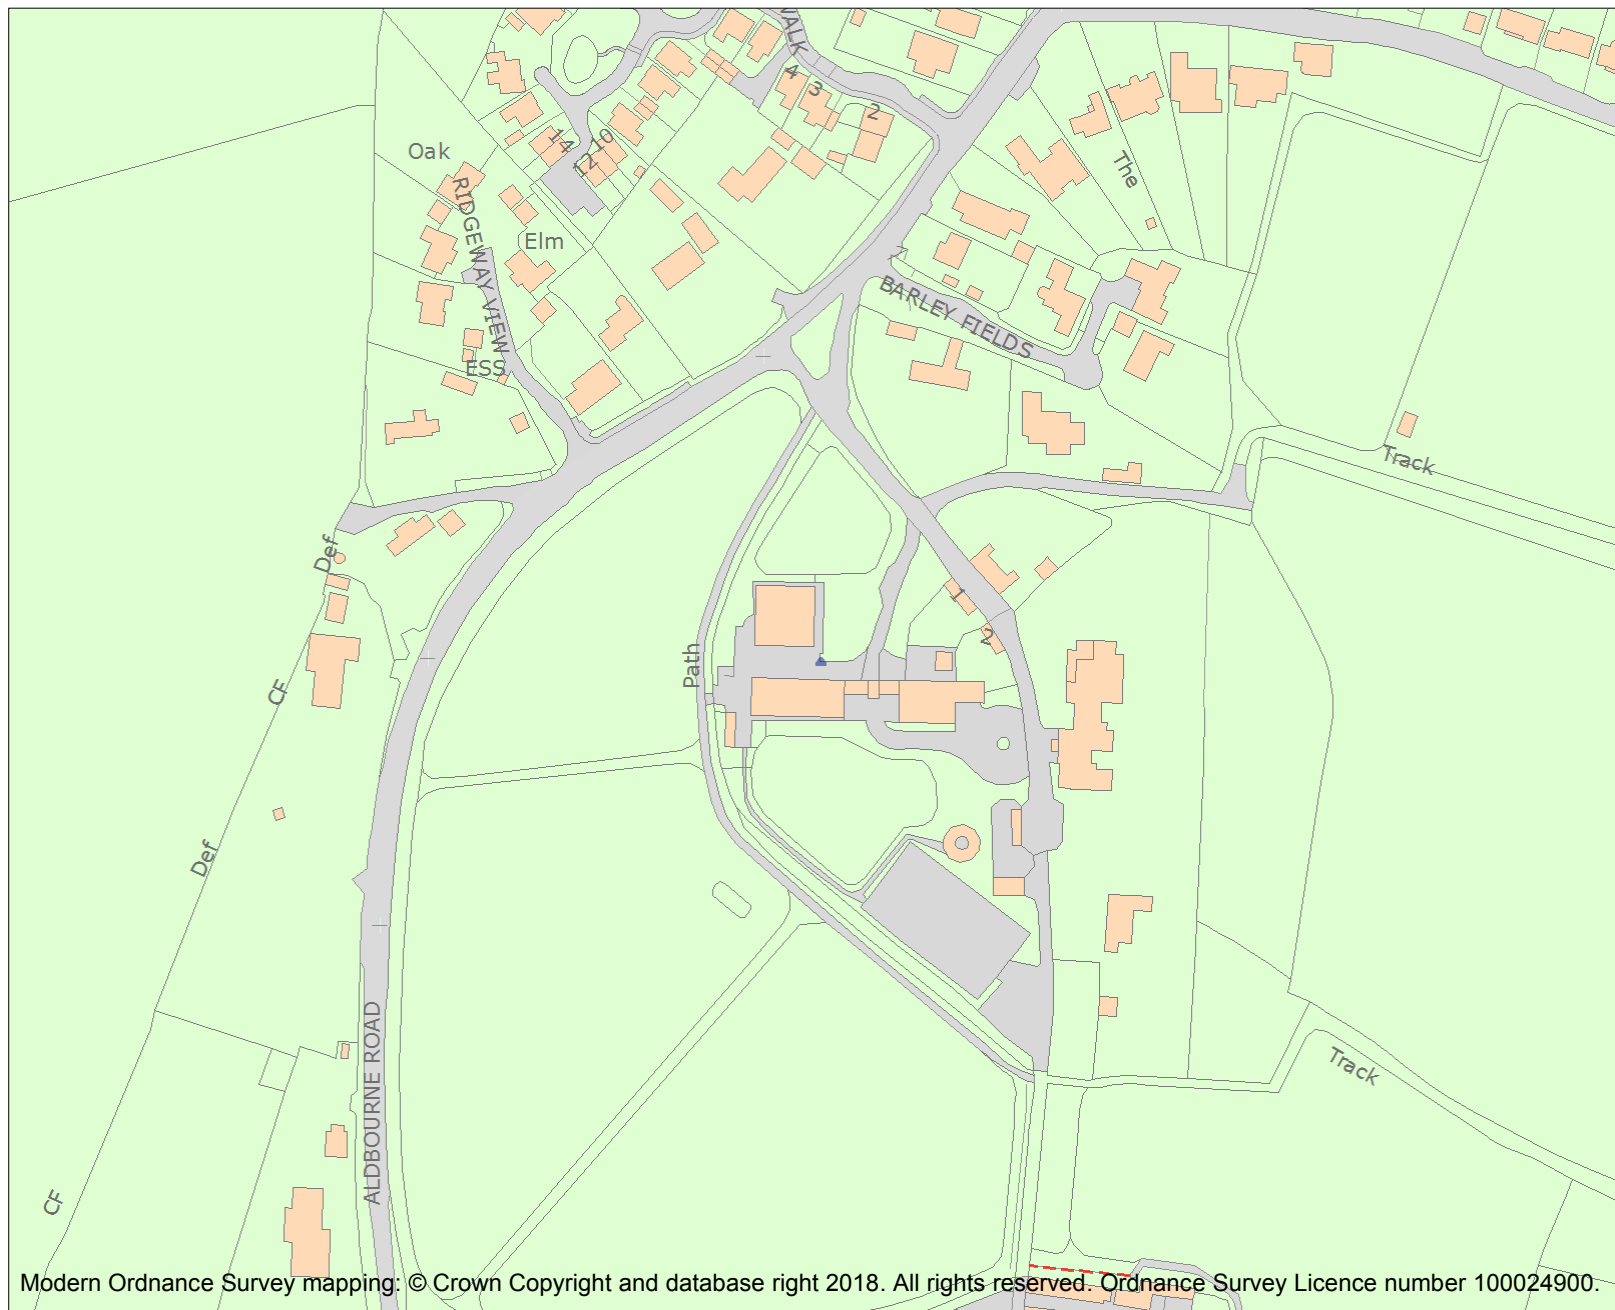 WALK
4
3
2
Oak
14
10
12
The
RIDGEWAY VIEW
Elm
7
BARLEY FIELDS
ESS
Track
Def
1
2
Path
CF
Def
ALDBOURNE ROAD
Track
CF
Modern Ordnance Survey mapping: © Crown Copyright and database right 2018. All rights reserved. Ordnance Survey Licence number 100024900.